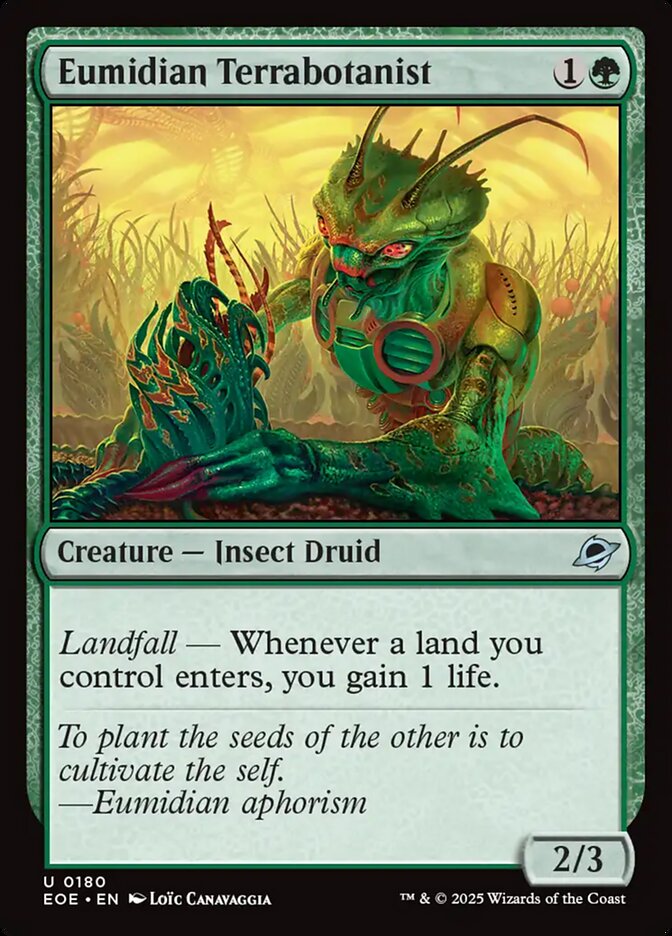 Eumidian Terrabotanist 1
Creature — Insect Druid
Landfall — Whenever a land you
control enters, you gain 1 life.
To plant the seeds of the other is to
cultivate the self.
—Eumidian aphorism
2/3
U 0180
EOE • EN Loïc Canavaggia
™ & © 2025 Wizards of the Coast